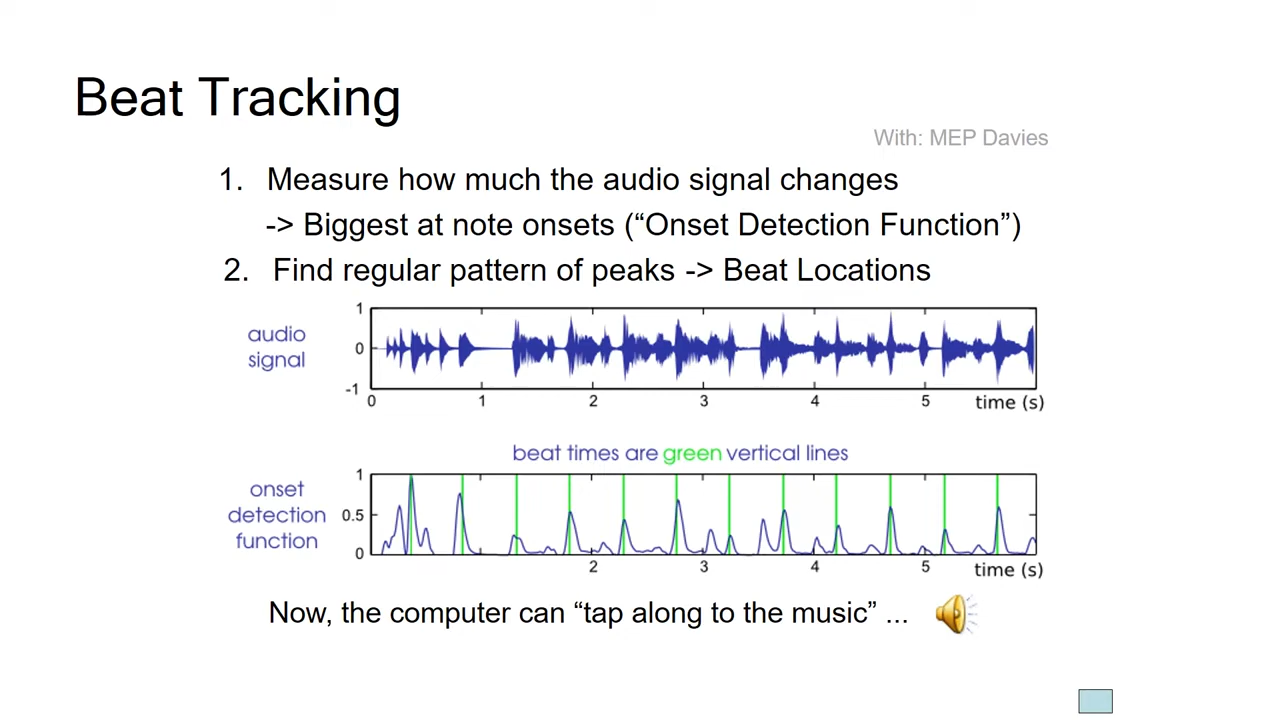 Beat Tracking
With: MEP Davies
1. Measure how much the audio signal changes
-> Biggest at note onsets (“Onset Detection Function”)
2. Find regular pattern of peaks -> Beat Locations
audio
signal
1
0
-1
0 1 2 3 4 5 time (s)
beat times are green vertical lines
onset
detection
function
1
0.5
0
2 3 4 5 time (s)
Now, the computer can “tap along to the music” ...